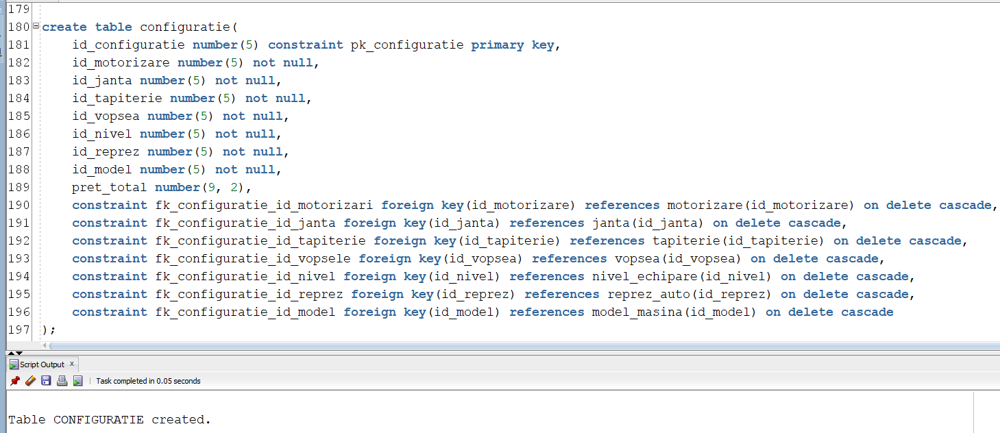 179
180 create table configuratie(
181 id_configuratie number(5) constraint pk_configuratie primary key,
182 id_motorizare number(5) not null,
183 id_janta number(5) not null,
184 id_tapiterie number(5) not null,
185 id_vopsea number(5) not null,
186 id_nivel number(5) not null,
187 id_reprez number(5) not null,
188 id_model number(5) not null,
189 pret_total number(9, 2),
190 constraint fk_configuratie_id_motorizari foreign key(id_motorizare) references motorizare(id_motorizare) on delete cascade,
191 constraint fk_configuratie_id_janta foreign key(id_janta) references janta(id_janta) on delete cascade,
192 constraint fk_configuratie_id_tapiterie foreign key(id_tapiterie) references tapiterie(id_tapiterie) on delete cascade,
193 constraint fk_configuratie_id_vopsele foreign key(id_vopsea) references vopsea(id_vopsea) on delete cascade,
194 constraint fk_configuratie_id_nivel foreign key(id_nivel) references nivel_echipare(id_nivel) on delete cascade,
195 constraint fk_configuratie_id_reprez foreign key(id_reprez) references reprez_auto(id_reprez) on delete cascade,
196 constraint fk_configuratie_id_model foreign key(id_model) references model_masina(id_model) on delete cascade
197 );
Script Output x
Task completed in 0.05 seconds
Table CONFIGURATIE created.